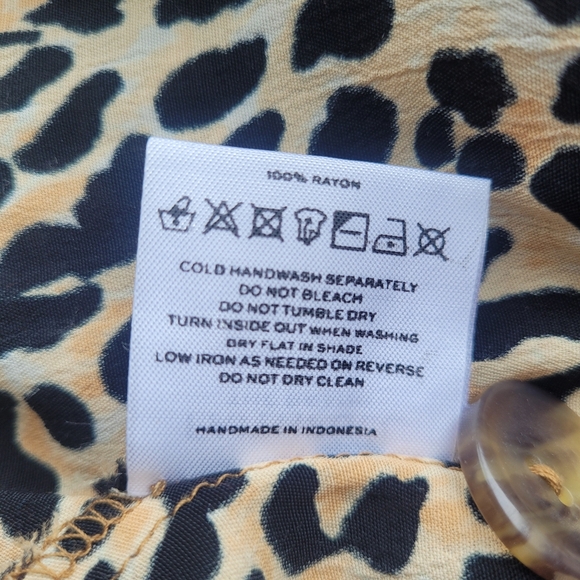 100% RAYON
COLD HANDWASH SEPARATELY
DO NOT BLEACH
DO NOT TUMBLE DRY
TURN INSIDE OUT WHEN WASHING
DRY FLAT IN SHADE
LOW IRON AS NEEDED ON REVERSE
DO NOT DRY CLEAN
HANDMADE IN INDONESIA